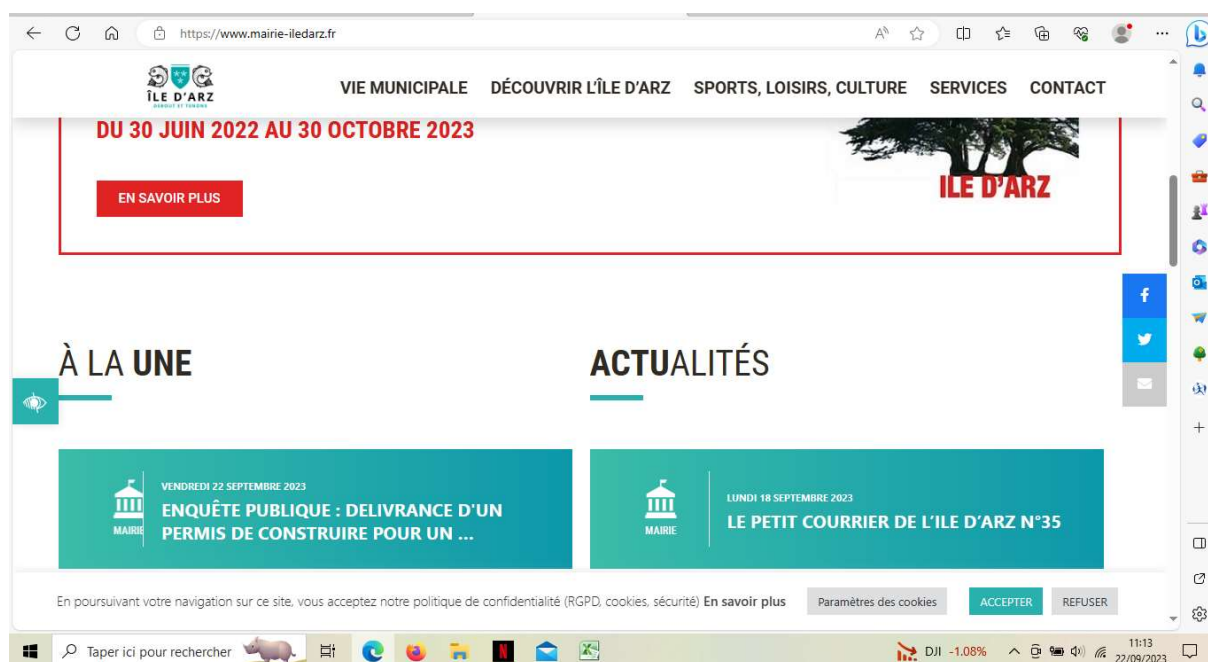 https://www.mairie-iledarz.fr
ÎLE D'ARZ
VIE MUNICIPALE DÉCOUVRIR L'ÎLE D'ARZ SPORTS, LOISIRS, CULTURE SERVICES CONTACT
DU 30 JUIN 2022 AU 30 OCTOBRE 2023
EN SAVOIR PLUS
ILE D'ARZ
À LA UNE
ACTUALITÉS
VENDREDI 22 SEPTEMBRE 2023
ENQUÊTE PUBLIQUE : DELIVRANCE D'UN
PERMIS DE CONSTRUIRE POUR UN ...
MAIRIE
LUNDI 18 SEPTEMBRE 2023
LE PETIT COURRIER DE L'ILE D'ARZ N°35
MAIRIE
En poursuivant votre navigation sur ce site, vous acceptez notre politique de confidentialité (RGPD, cookies, sécurité) En savoir plus Paramètres des cookies ACCEPTER REFUSER
Taper ici pour rechercher
DJI -1.08%
11:13
22/09/2023